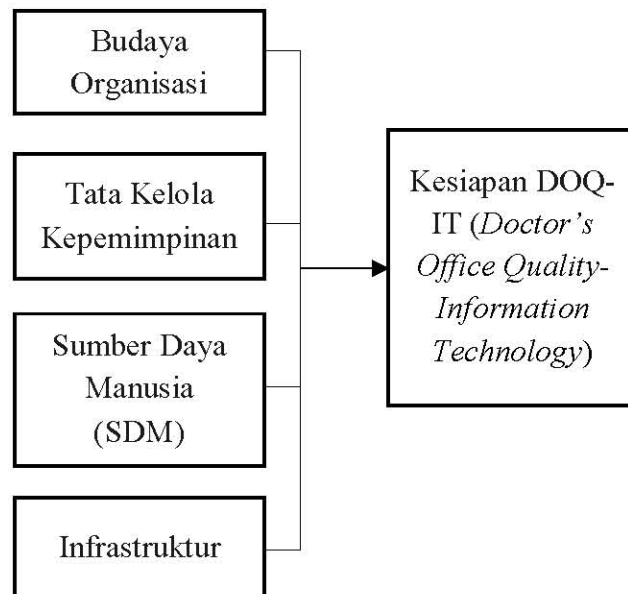 Budaya
Organisasi
Tata Kelola
Kepemimpinan
Sumber Daya
Manusia
(SDM)
Infrastruktur
Kesiapan DOQ-
IT (Doctor’s
Office Quality-
Information
Technology)